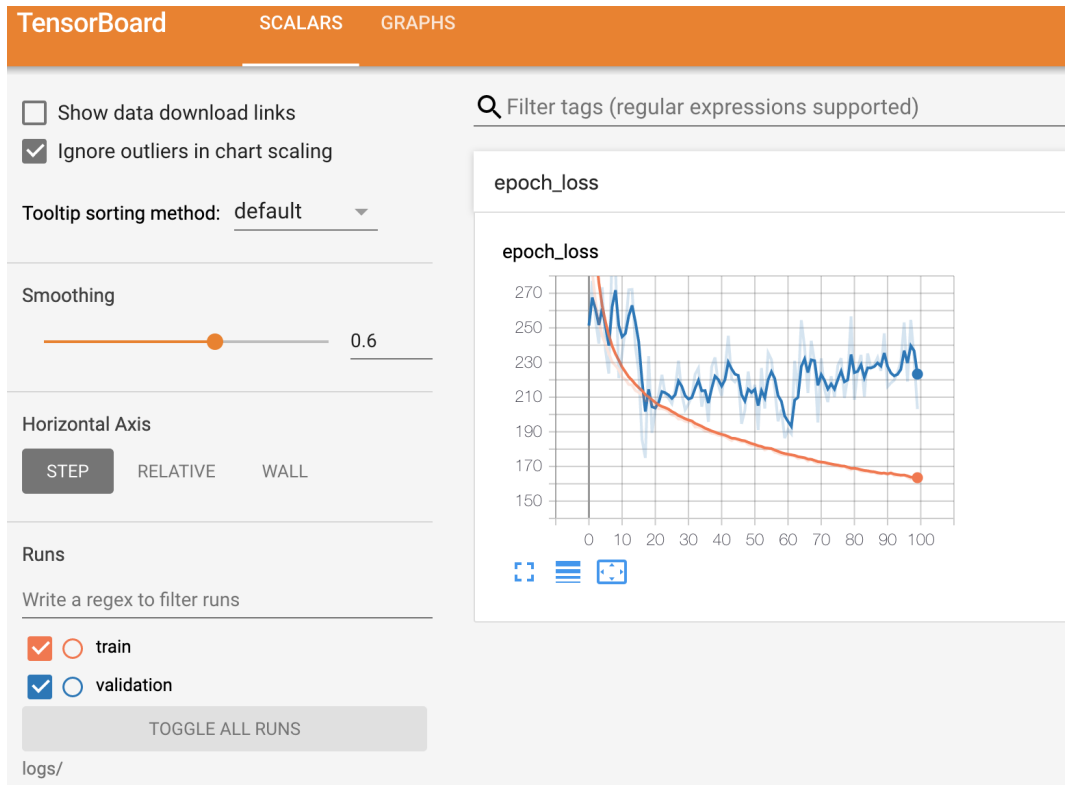 TensorBoard SCALARS GRAPHS
Show data download links
Ignore outliers in chart scaling
Tooltip sorting method: default
Smoothing
0.6
Horizontal Axis
STEP RELATIVE WALL
Runs
Write a regex to filter runs
train
validation
TOGGLE ALL RUNS
logs/
Filter tags (regular expressions supported)
epoch_loss
epoch_loss
270
250
230
210
190
170
150
0 10 20 30 40 50 60 70 80 90 100